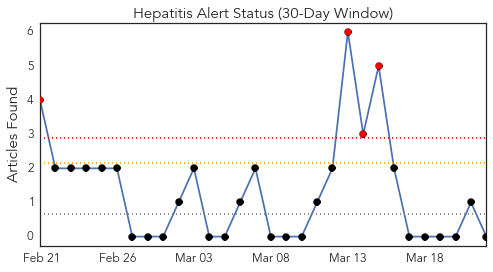 Hepatitis Alert Status (30-Day Window)
Articles Found
6
5
4
3
2
1
0
Feb 21 Feb 26 Mar 03 Mar 08 Mar 13 Mar 18